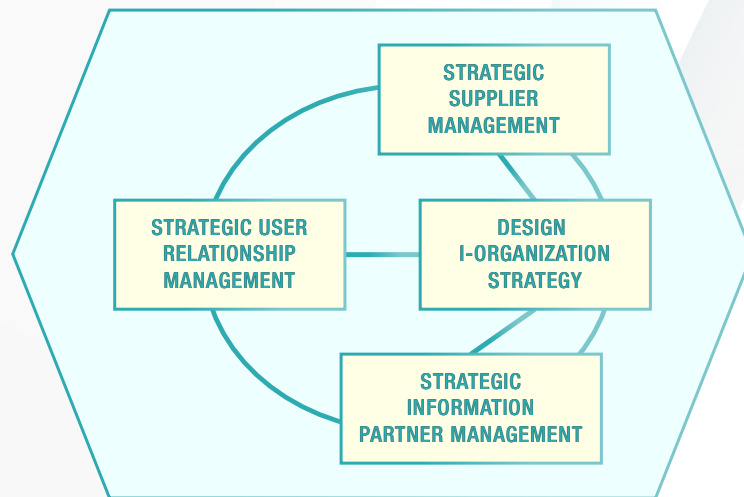 STRATEGIC
SUPPLIER
MANAGEMENT
STRATEGIC USER
RELATIONSHIP
MANAGEMENT
DESIGN
I-ORGANIZATION
STRATEGY
STRATEGIC
INFORMATION
PARTNER MANAGEMENT